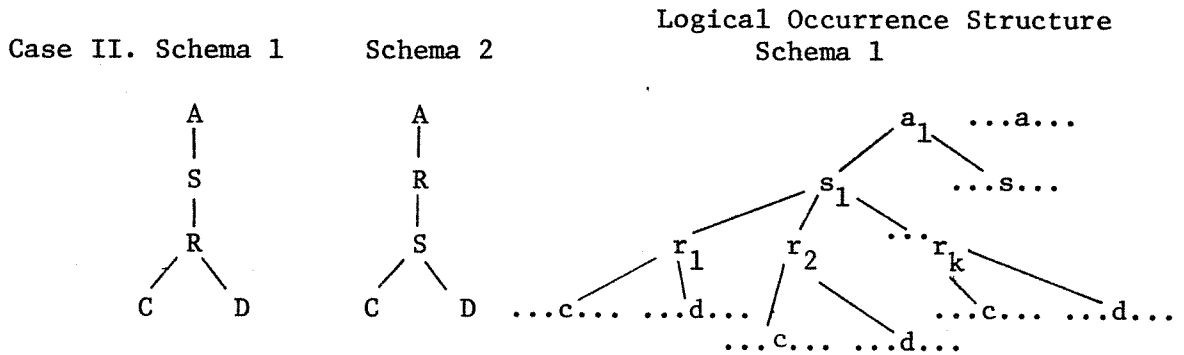 Logical Occurrence Structure
Case II. Schema 1 Schema 2 Schema 1
A A a1 ...a...
S R s1 ...s...
R S r1 r2 ...rk
C D C D ...c... ...d... ...c... ...d...
...c... ...d...